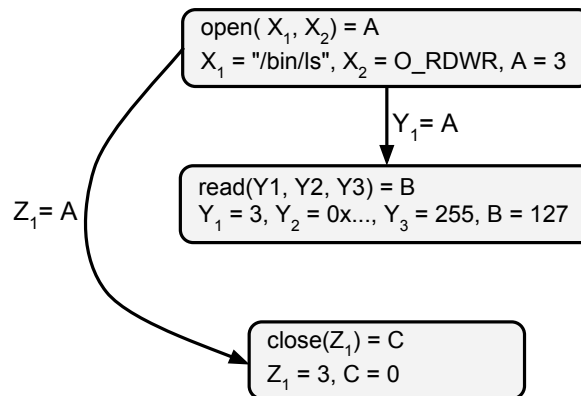 open( X₁, X₂) = A
X₁ = "/bin/ls", X₂ = O_RDWR, A = 3
Y₁= A
read(Y1, Y2, Y3) = B
Y₁ = 3, Y₂ = 0x..., Y₃ = 255, B = 127
Z₁= A
close(Z₁) = C
Z₁ = 3, C = 0